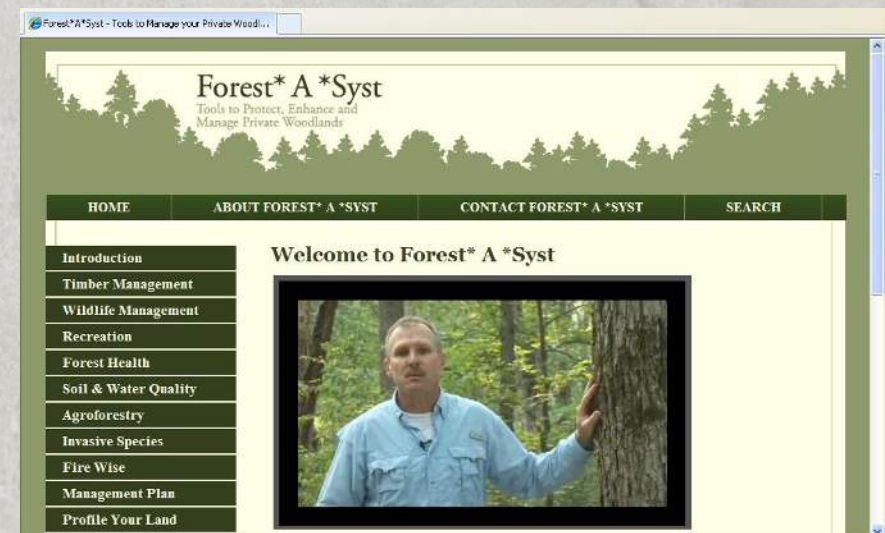 Forest*A*Syst - Tools to Manage your Private Woodl...
Forest* A *Syst
Tools to Protect, Enhance and
Manage Private Woodlands
HOME
ABOUT FOREST* A *SYST
CONTACT FOREST* A *SYST
SEARCH
Introduction
Timber Management
Wildlife Management
Recreation
Forest Health
Soil & Water Quality
Agroforestry
Invasive Species
Fire Wise
Management Plan
Profile Your Land
Welcome to Forest* A *Syst